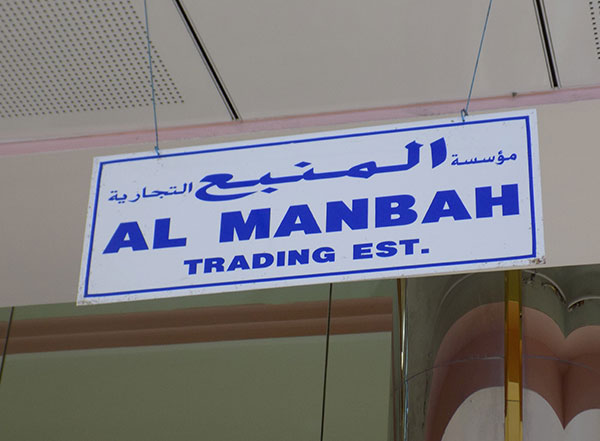 مؤسسة المنبع التجارية
AL MANBAH
TRADING EST.